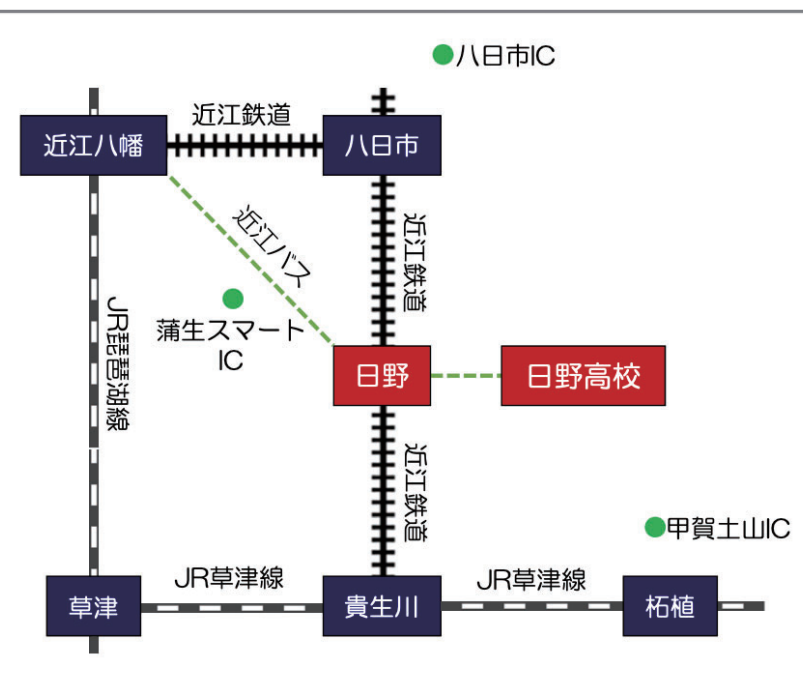 八日市IC
近江鉄道
近江八幡
八日市
近江バス
近江鉄道
蒲生スマート
IC
JR琵琶湖線
日野
日野高校
近江鉄道
甲賀土山IC
JR草津線
JR草津線
草津
貴生川
柘植